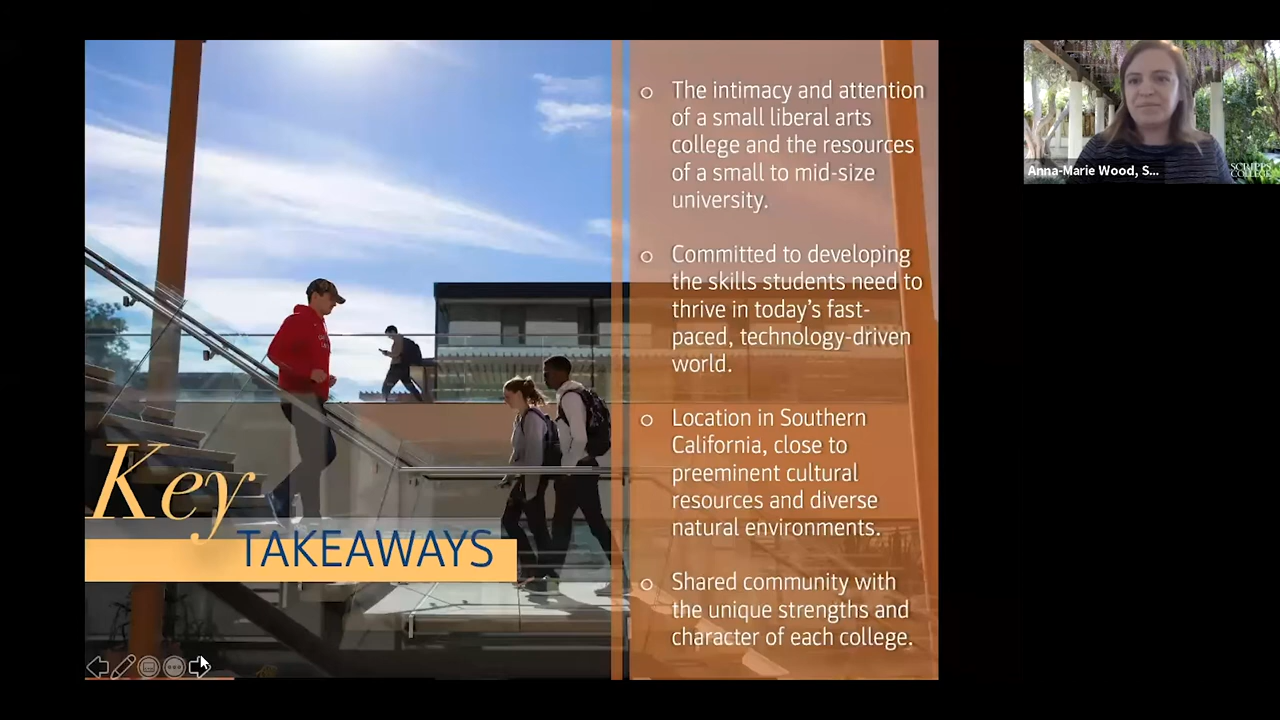 The intimacy and attention
of a small liberal arts
college and the resources
of a small to mid-size
university.
Committed to developing
the skills students need to
thrive in today's fast-
paced, technology-driven
world.
Location in Southern
California, close to
preeminent cultural
resources and diverse
natural environments.
Shared community with
the unique strengths and
character of each college.
Key
TAKEAWAYS
Anna-Marie Wood, S...
SCRIPPS
COLLEGE